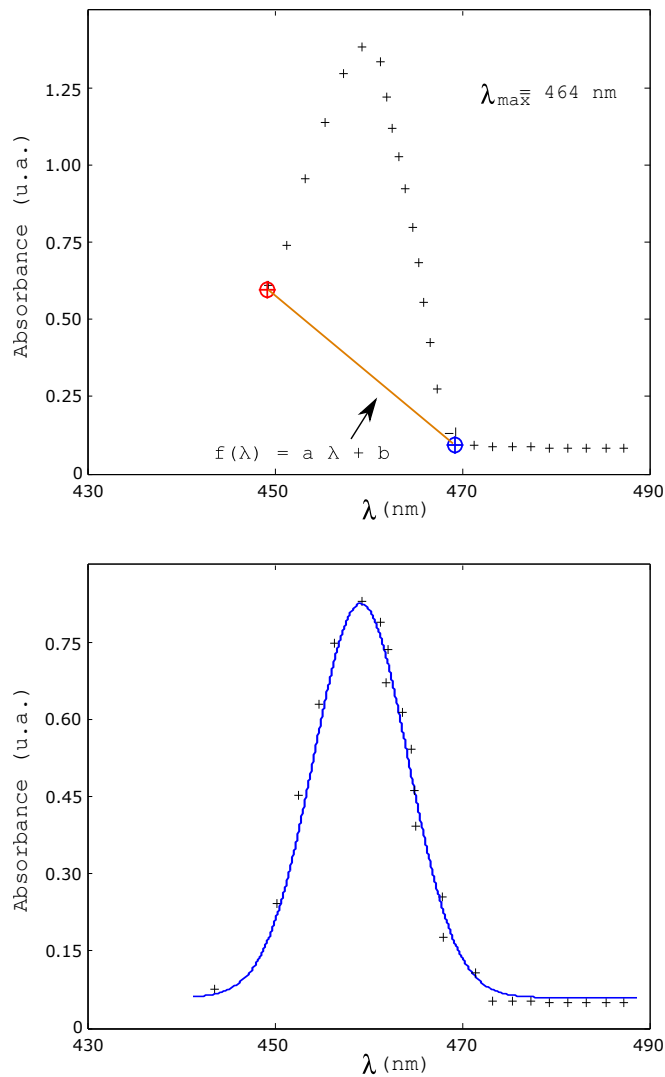 1.25
λmax= 464 nm
1.00
Absorbance (u.a.)
0.75
0.50
0.25
f(λ) = a λ + b
0
430 450 470 490
λ (nm)
0.75
0.60
Absorbance (u.a.)
0.45
0.30
0.15
0
430 450 470 490
λ (nm)